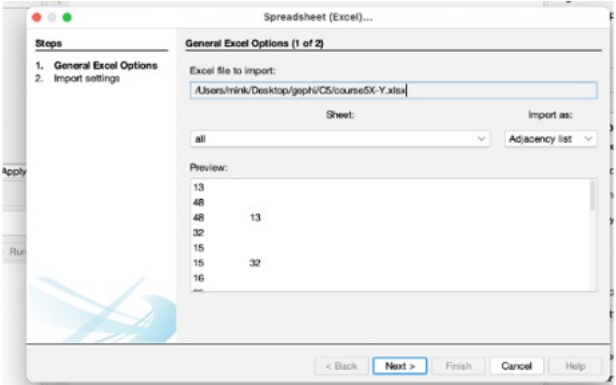 Spreadsheet (Excel)...
Steps
1. General Excel Options
2. Import settings
General Excel Options (1 of 2)
Excel file to import:
/Users/mink/Desktop/gephi/C5/course5X-Y.xlsx
Sheet: Import as:
all Adjacency list
Preview:
13
48
48 13
32
15
15 32
16
Apply
Run
< Back Next > Finish Cancel Help